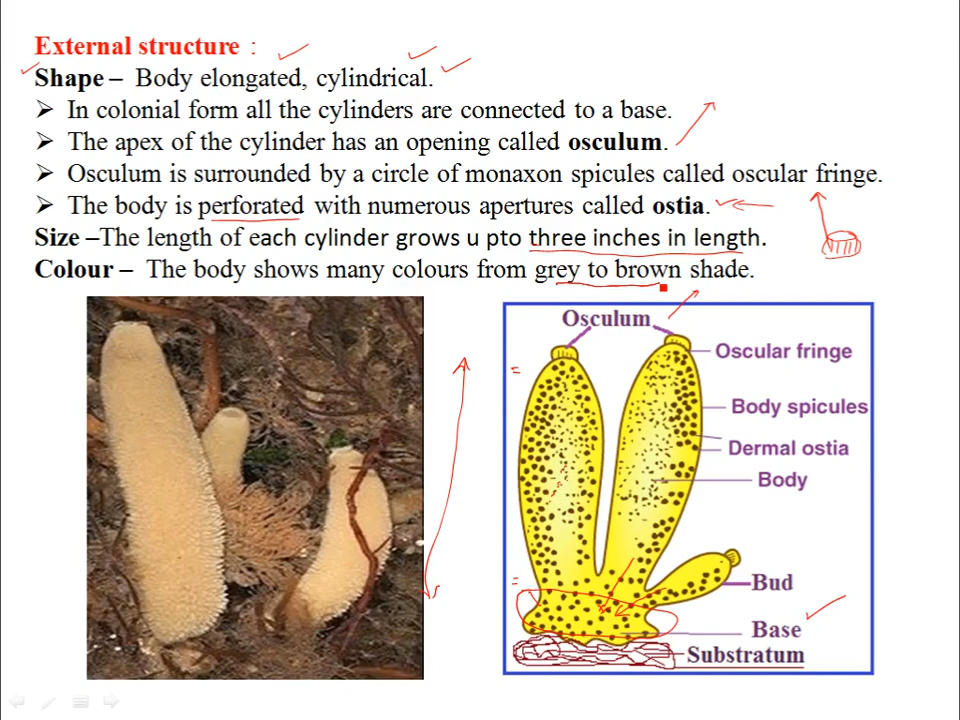 External structure :
Shape – Body elongated, cylindrical.
➢ In colonial form all the cylinders are connected to a base.
➢ The apex of the cylinder has an opening called osculum.
➢ Osculum is surrounded by a circle of monaxon spicules called oscular fringe.
➢ The body is perforated with numerous apertures called ostia.
Size –The length of each cylinder grows u pto three inches in length.
Colour – The body shows many colours from grey to brown shade.
Osculum
Oscular fringe
Body spicules
Dermal ostia
Body
Bud
Base
Substratum